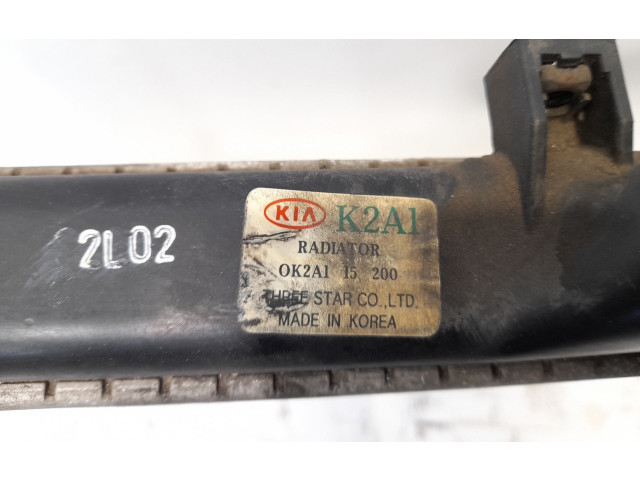 2L02
KIA K2A1
RADIATOR
OK2A1 15 200
THREE STAR CO.,LTD.
MADE IN KOREA